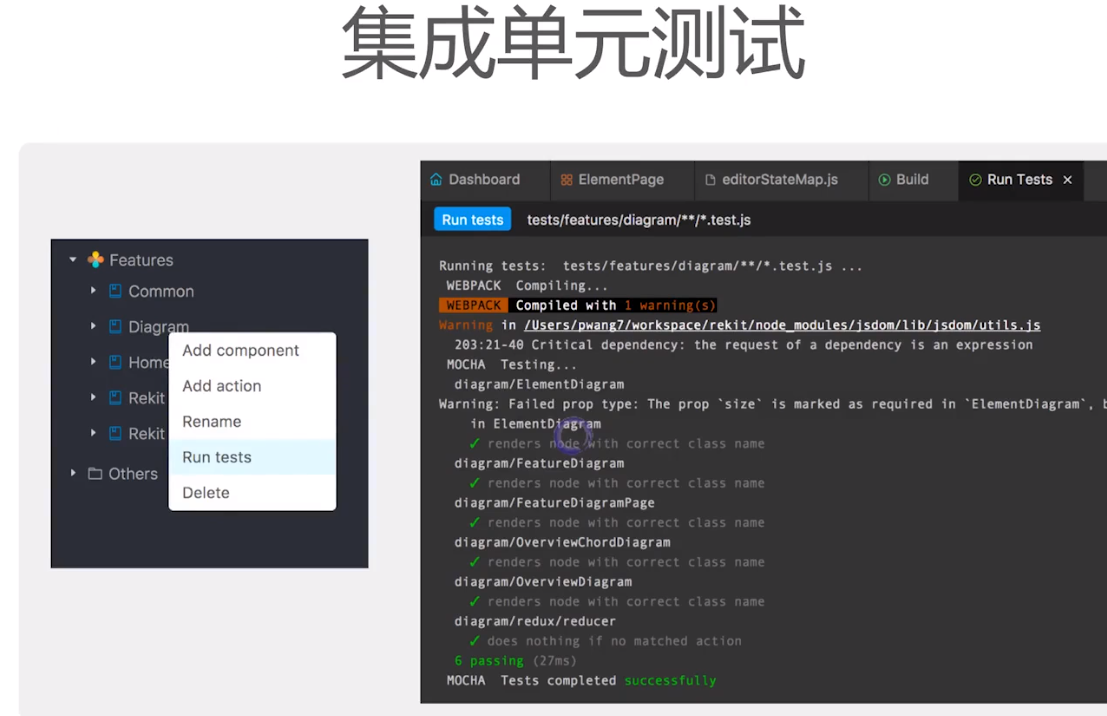 集成单元测试
Features
Common
Diagram
Home
Rekit
Rekit
Others
Add component
Add action
Rename
Run tests
Delete
Dashboard
ElementPage
editorStateMap.js
Build
Run Tests ×
Run tests tests/features/diagram/**/*.test.js
Running tests: tests/features/diagram/**/*.test.js ...
WEBPACK Compiling...
WEBPACK Compiled with 1 warning(s)
Warning in /Users/pwang7/workspace/rekit/node_modules/jsdom/lib/jsdom/utils.js
203:21-40 Critical dependency: the request of a dependency is an expression
MOCHA Testing...
diagram/ElementDiagram
Warning: Failed prop type: The prop `size` is marked as required in `ElementDiagram`, b
in ElementDiagram
✓ renders node with correct class name
diagram/FeatureDiagram
✓ renders node with correct class name
diagram/FeatureDiagramPage
✓ renders node with correct class name
diagram/OverviewChordDiagram
✓ renders node with correct class name
diagram/OverviewDiagram
✓ renders node with correct class name
diagram/redux/reducer
✓ does nothing if no matched action
6 passing (27ms)
MOCHA Tests completed successfully